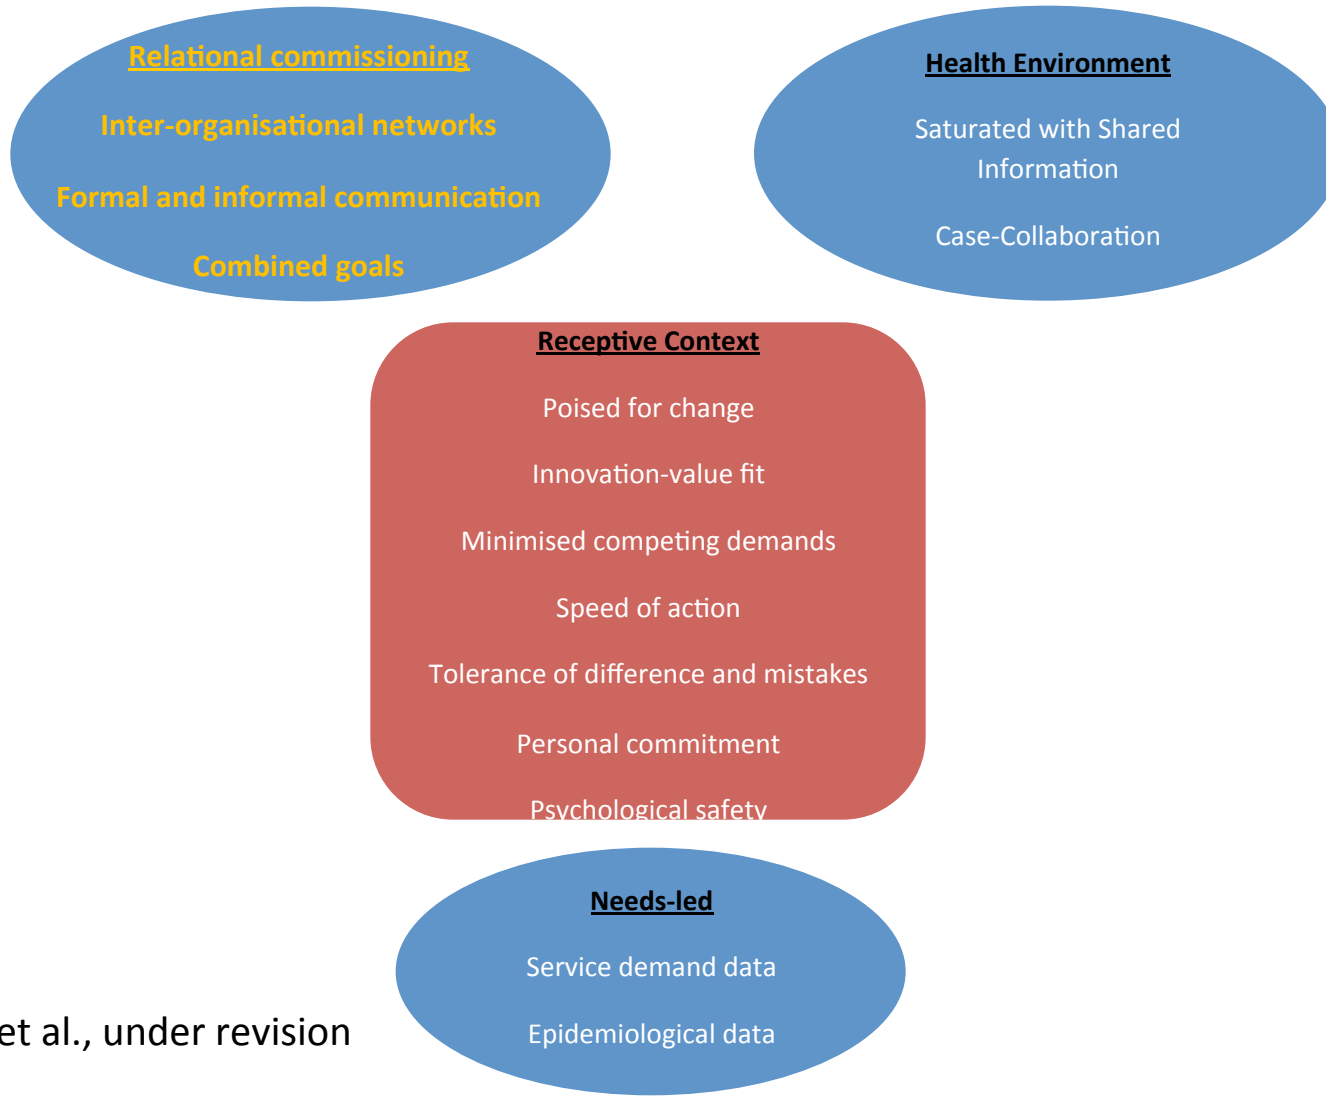 Relational commissioning
Inter-organisational networks
Formal and informal communication
Combined goals
Health Environment
Saturated with Shared
Information
Case-Collaboration
Receptive Context
Poised for change
Innovation-value fit
Minimised competing demands
Speed of action
Tolerance of difference and mistakes
Personal commitment
Psychological safety
Needs-led
Service demand data
Epidemiological data
et al., under revision